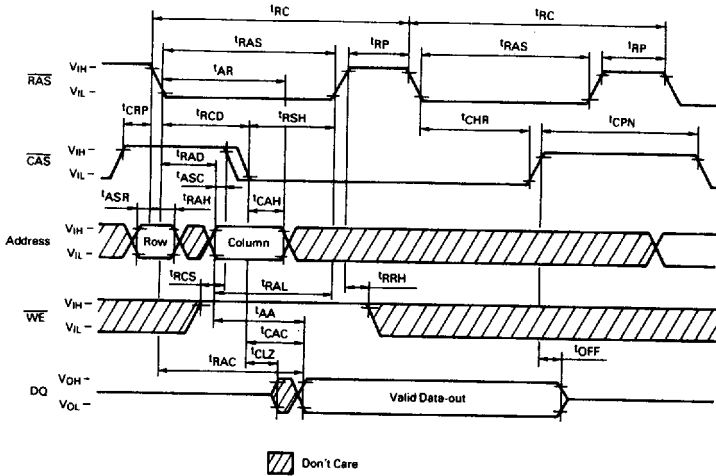 tRC tRC
tRAS tRP tRAS tRP
VIH
tAR
RAS
VIL
tCRP tRCD tRSH tCHR tCPN
VIH
tRAD
CAS
VIL
tASC
tASR tRAH tCAH
VIH
Address Row Column
VIL
tRCS tRAL tRRH
VIH
tAA
WE
VIL
tCAC
tRAC tCLZ tOFF
VOH
DQ Valid Data-out
VOL
Don't Care